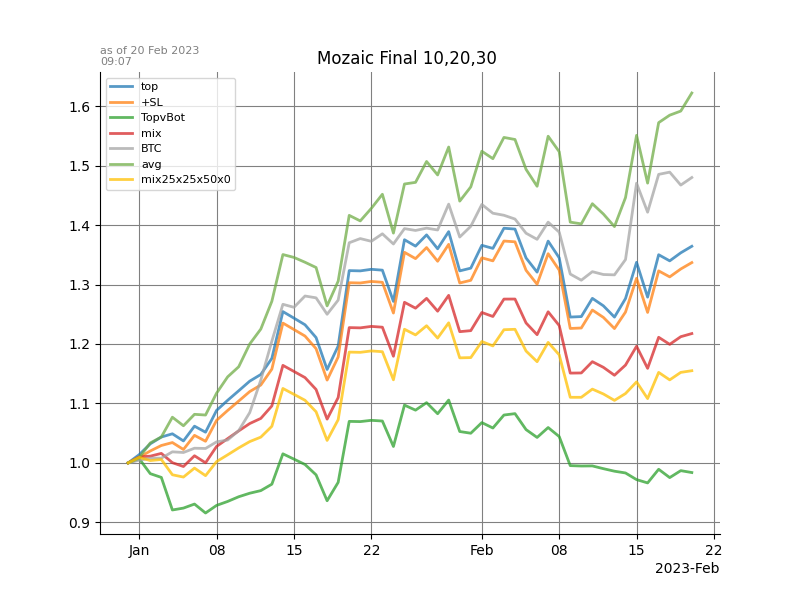 as of 20 Feb 2023
09:07
Mozaic Final 10,20,30
top
+SL
TopvBot
mix
BTC
avg
mix25x25x50x0
1.6
1.5
1.4
1.3
1.2
1.1
1.0
0.9
Jan
08
15
22
Feb
08
15
22
2023-Feb